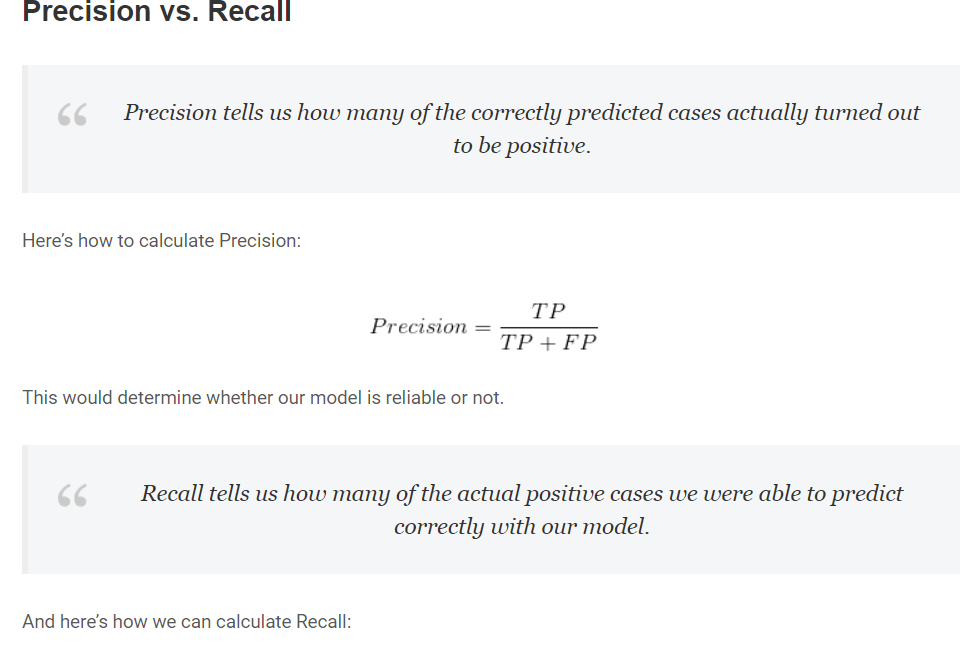 Precision vs. Recall
“ Precision tells us how many of the correctly predicted cases actually turned out
to be positive.
Here’s how to calculate Precision:
Precision = TP / TP + FP
This would determine whether our model is reliable or not.
“ Recall tells us how many of the actual positive cases we were able to predict
correctly with our model.
And here’s how we can calculate Recall: